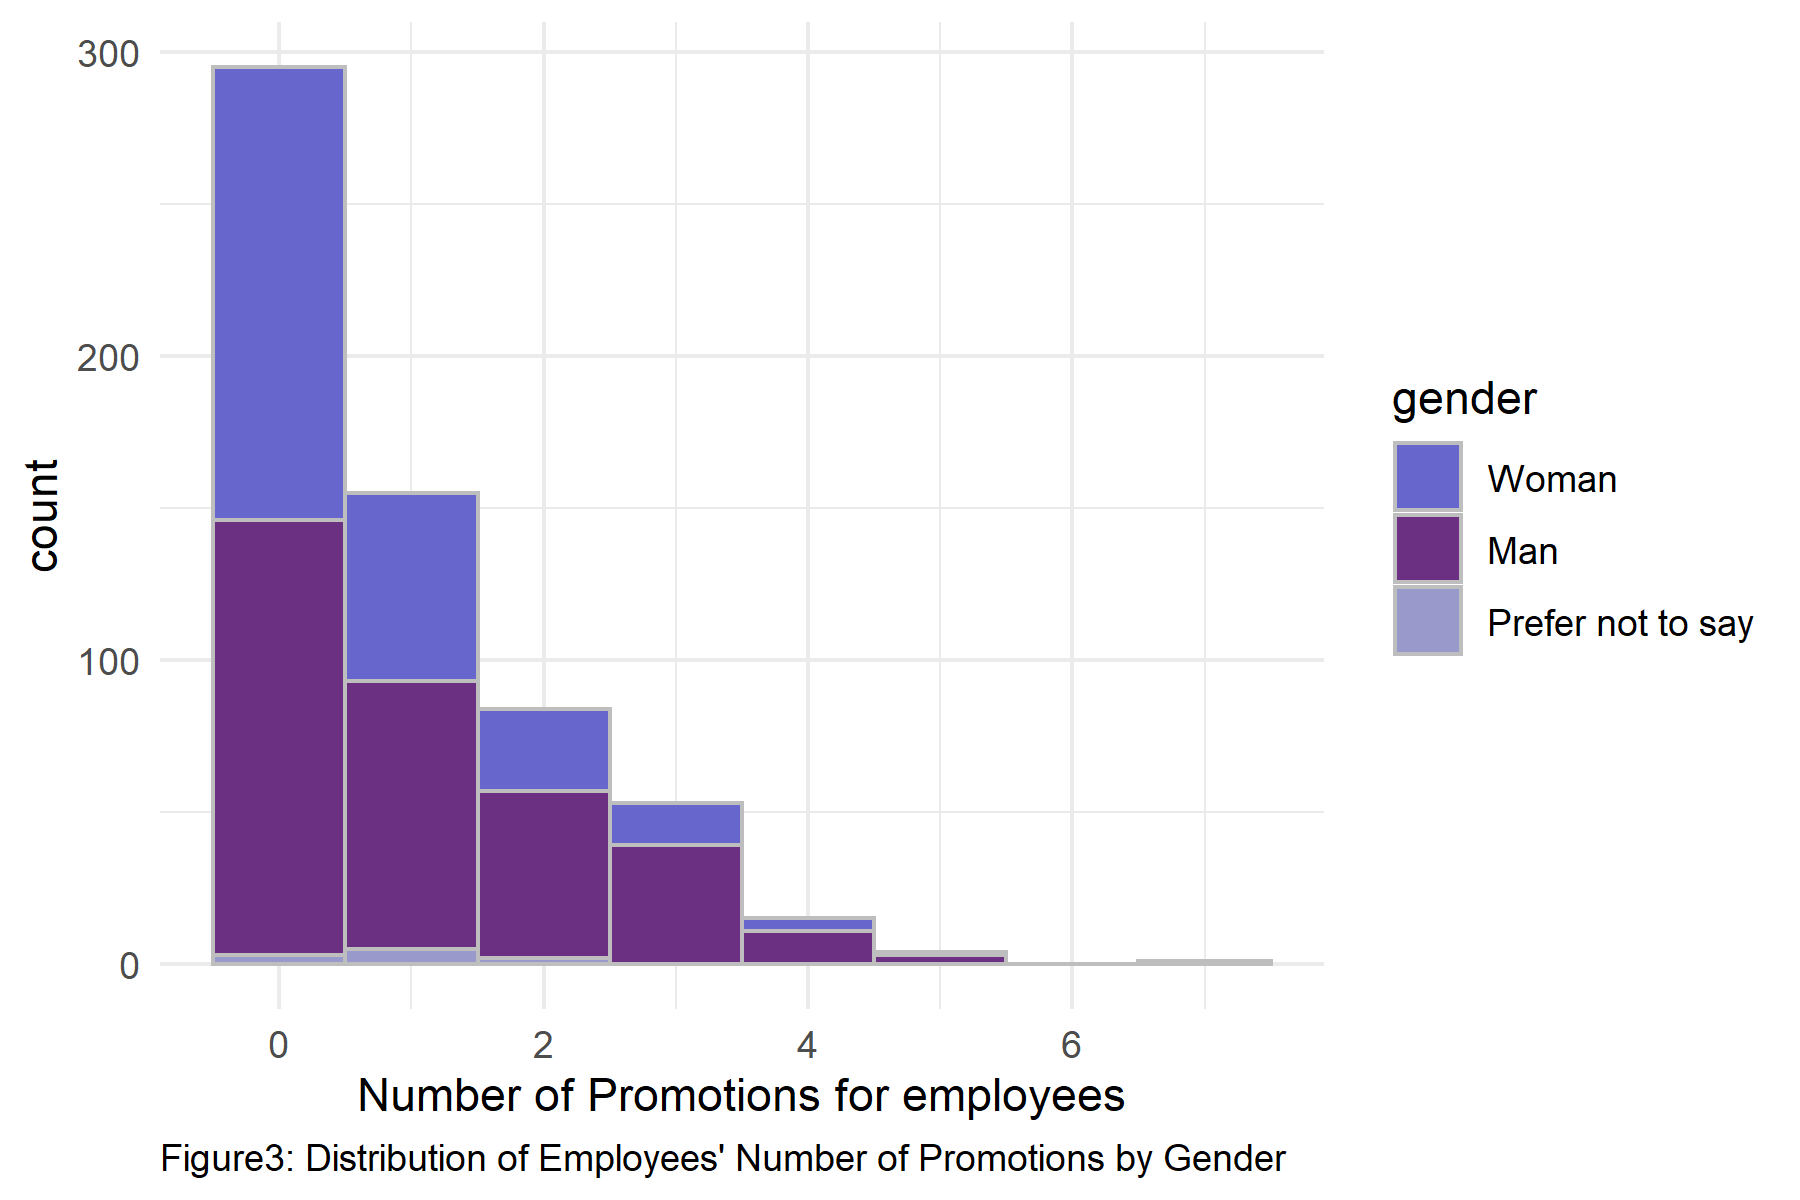 300
200
100
0
count
0 2 4 6
Number of Promotions for employees
gender
Woman
Man
Prefer not to say
Figure3: Distribution of Employees' Number of Promotions by Gender